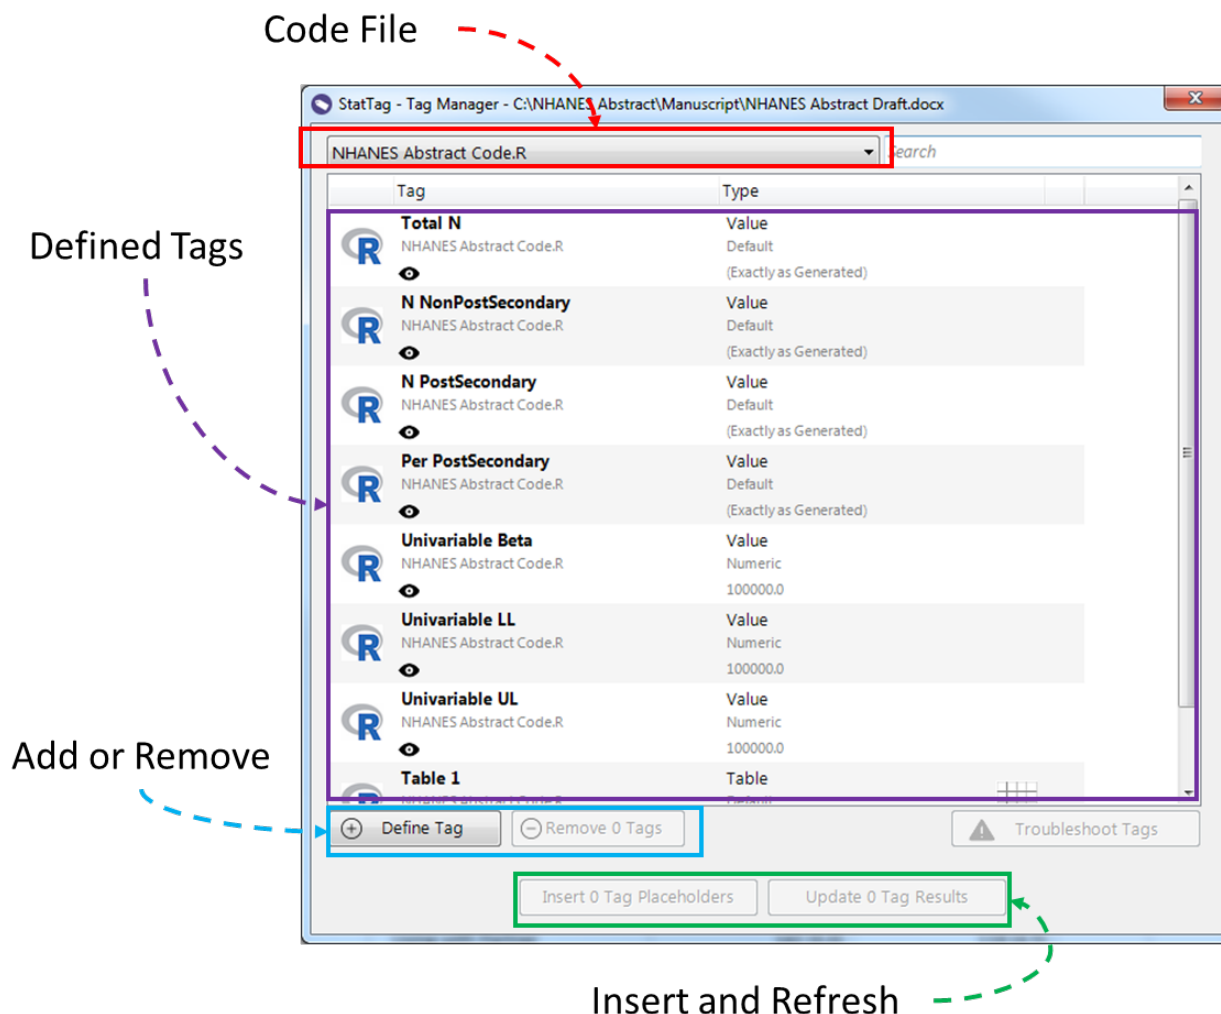 Code File
StatTag - Tag Manager - C:\NHANES Abstract\Manuscript\NHANES Abstract Draft.docx
NHANES Abstract Code.R
Search
Tag Type
Defined Tags
Total N Value
NHANES Abstract Code.R Default
(Exactly as Generated)
N NonPostSecondary Value
NHANES Abstract Code.R Default
(Exactly as Generated)
N PostSecondary Value
NHANES Abstract Code.R Default
(Exactly as Generated)
Per PostSecondary Value
NHANES Abstract Code.R Default
(Exactly as Generated)
Univariable Beta Value
NHANES Abstract Code.R Numeric
100000.0
Univariable LL Value
NHANES Abstract Code.R Numeric
100000.0
Univariable UL Value
NHANES Abstract Code.R Numeric
100000.0
Add or Remove
Table 1 Table
NHANES Abstract Code.R Default
Define Tag
Remove 0 Tags
Troubleshoot Tags
Insert 0 Tag Placeholders
Update 0 Tag Results
Insert and Refresh